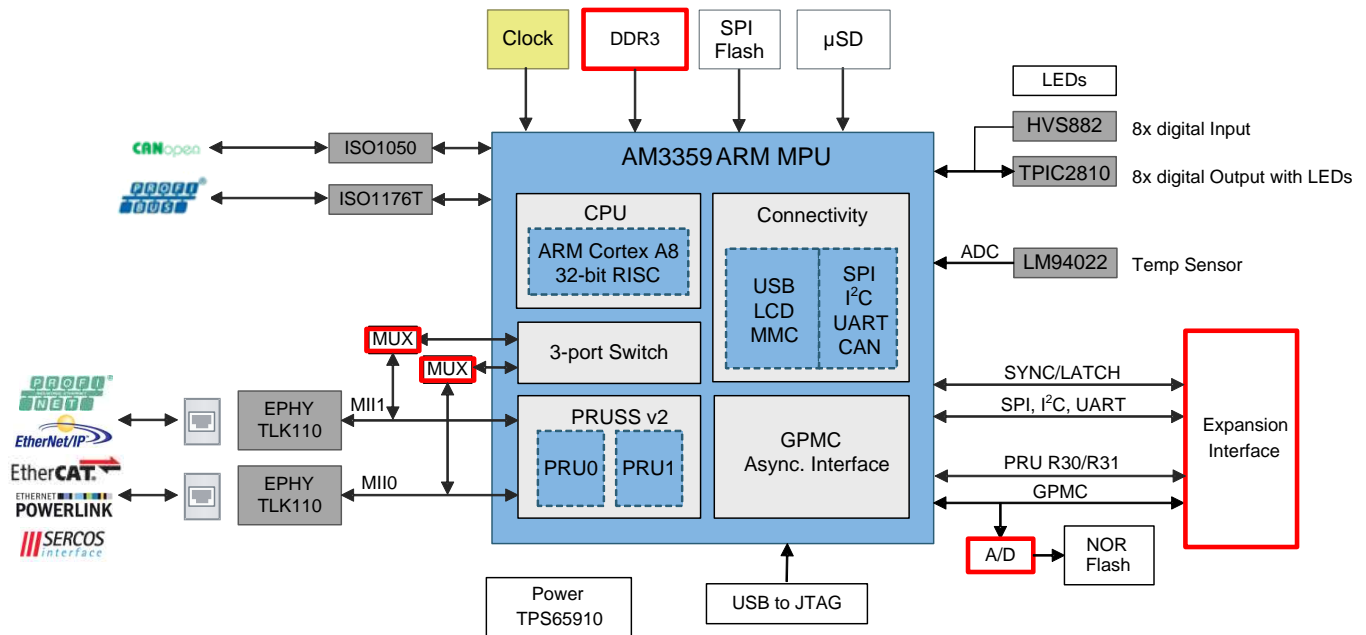 Clock
DDR3
SPI
Flash
µSD
LEDs
HVS882
8x digital Input
TPIC2810
8x digital Output with LEDs
CANopen
ISO1050
PROFI
BUS
ISO1176T
AM3359 ARM MPU
CPU
ARM Cortex A8
32-bit RISC
Connectivity
USB
LCD
MMC
SPI
I²C
UART
CAN
ADC
LM94022
Temp Sensor
MUX
MUX
3-port Switch
PROFI
NET
EtherNet/IP
EtherCAT.
ETHERNET
POWERLINK
SERCOS
interface
EPHY
TLK110
MII1
EPHY
TLK110
MII0
PRUSS v2
PRU0
PRU1
GPMC
Async. Interface
SYNC/LATCH
SPI, I²C, UART
PRU R30/R31
GPMC
Expansion
Interface
A/D
NOR
Flash
Power
TPS65910
USB to JTAG